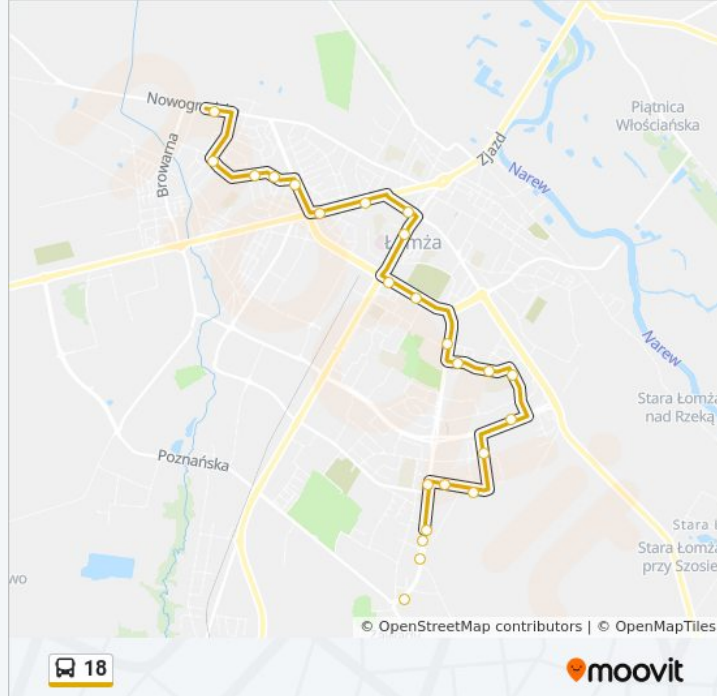 Nowogr
Piątnica
Włościańska
Browarna
Zjazd
Narew
Łomża
Narew
Stara Łomża
nad Rzeką
Poznańska
Stara
Stara Łomża
przy Szosie
wo
© OpenStreetMap contributors | © OpenMapTiles
18
moovit